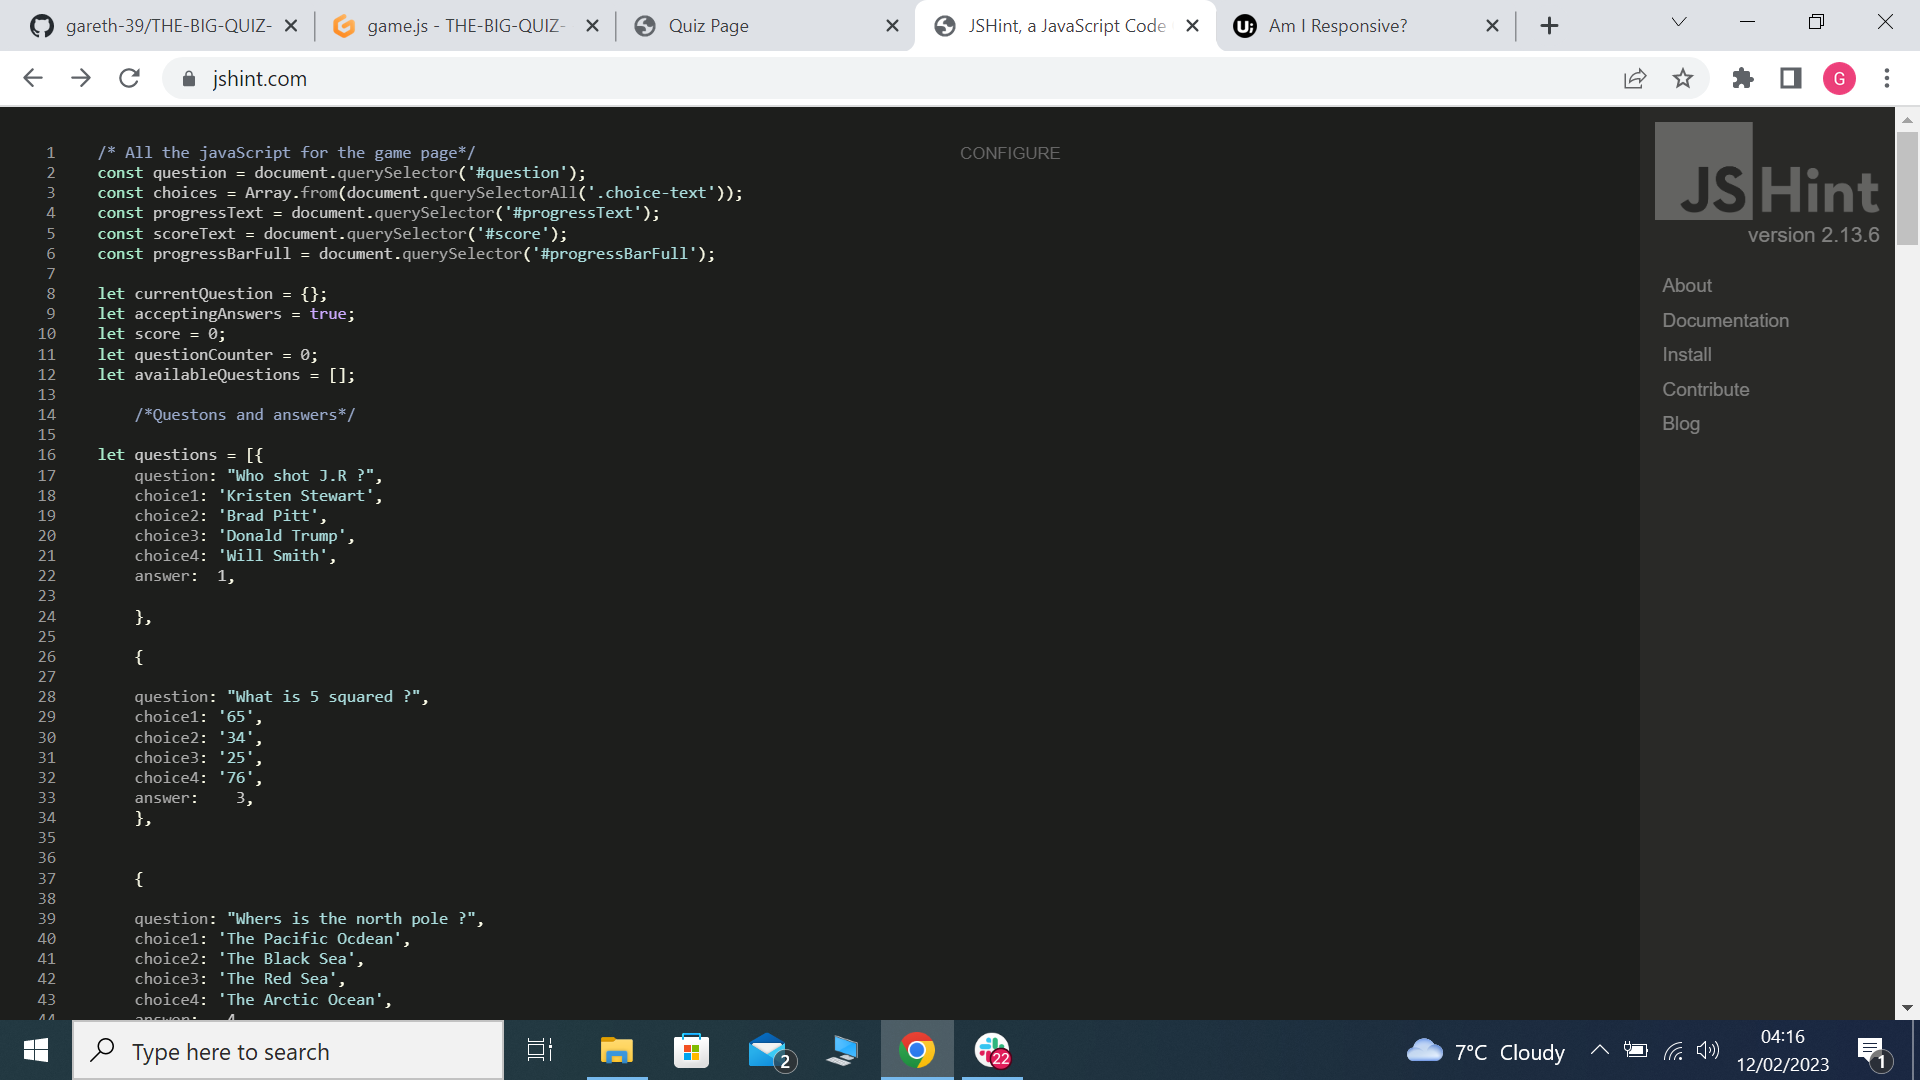 gareth-39/THE-BIG-QUIZ-
game.js - THE-BIG-QUIZ-
Quiz Page
JSHint, a JavaScript Code
Am I Responsive?
jshint.com
G
CONFIGURE
JSHint
version 2.13.6
About
Documentation
Install
Contribute
Blog
1 /* All the javaScript for the game page*/
2 const question = document.querySelector('#question');
3 const choices = Array.from(document.querySelectorAll('.choice-text'));
4 const progressText = document.querySelector('#progressText');
5 const scoreText = document.querySelector('#score');
6 const progressBarFull = document.querySelector('#progressBarFull');
7
8 let currentQuestion = {};
9 let acceptingAnswers = true;
10 let score = 0;
11 let questionCounter = 0;
12 let availableQuestions = [];
13
14 /*Questons and answers*/
15
16 let questions = [{
17 question: "Who shot J.R ?",
18 choice1: 'Kristen Stewart',
19 choice2: 'Brad Pitt',
20 choice3: 'Donald Trump',
21 choice4: 'Will Smith',
22 answer: 1,
23
24 },
25
26 {
27
28 question: "What is 5 squared ?",
29 choice1: '65',
30 choice2: '34',
31 choice3: '25',
32 choice4: '76',
33 answer: 3,
34 },
35
36
37 {
38
39 question: "Whers is the north pole ?",
40 choice1: 'The Pacific Ocdean',
41 choice2: 'The Black Sea',
42 choice3: 'The Red Sea',
43 choice4: 'The Arctic Ocean',
44 answer: 4
Type here to search
2
22
7°C Cloudy
04:16
12/02/2023
1